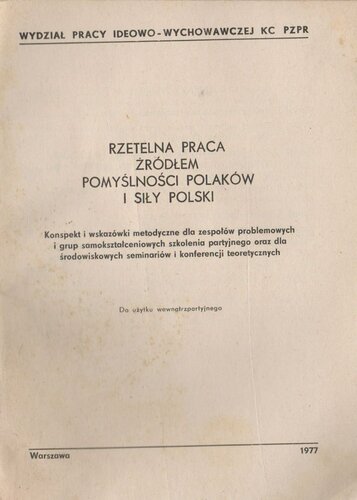 WYDZIAŁ PRACY IDEOWO-WYCHOWAWCZEJ KC PZPR
RZETELNA PRACA
ŹRÓDŁEM
POMYŚLNOŚCI POLAKÓW
I SIŁY POLSKI
Konspekt i wskazówki metodyczne dla zespołów problemowych
i grup samokształceniowych szkolenia partyjnego oraz dla
środowiskowych seminariów i konferencji teoretycznych
Do użytku wewnątrzpartyjnego
Warszawa 1977